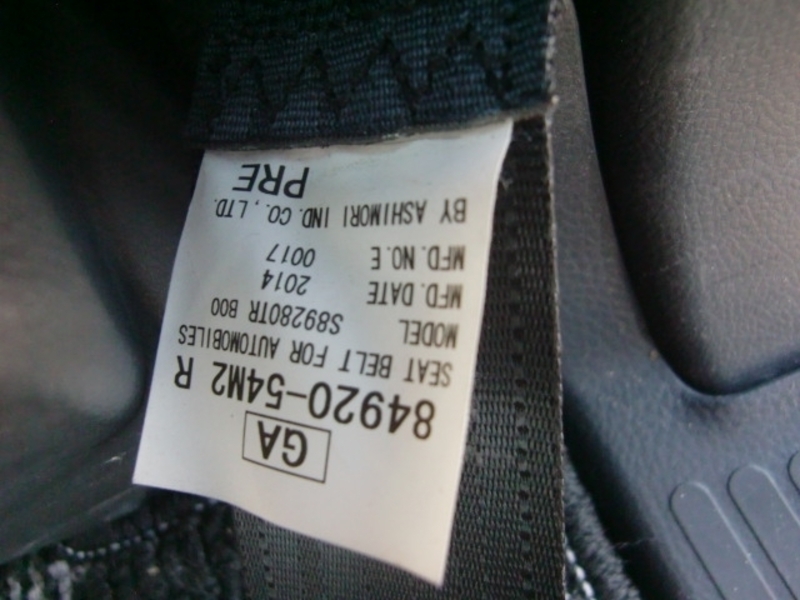 GA
84920-54M2 R
SEAT BELT FOR AUTOMOBILES
MODEL S89280TR B00
MFD. DATE 2014
MFD. NO. E 0017
BY ASHIMORI IND. CO., LTD.
PRE